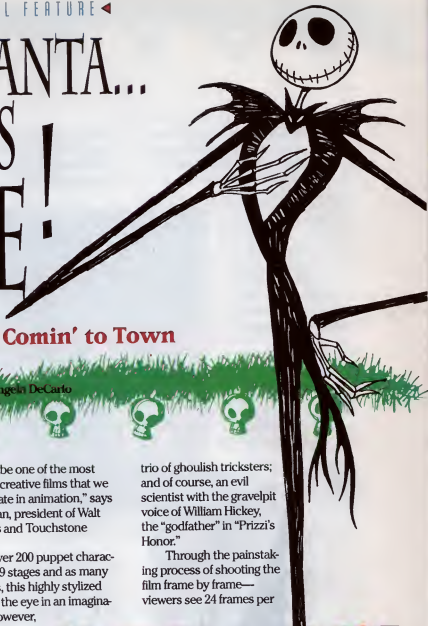 L FEATURE
ANTA...
S
E!
Comin' to Town
ngela DeCarlo
be one of the most
creative films that we
ate in animation," says
an, president of Walt
s and Touchstone
ver 200 puppet charac-
9 stages and as many
s, this highly stylized
the eye in an imagina-
owever,
trio of ghoulish tricksters;
and of course, an evil
scientist with the gravelpit
voice of William Hickey,
the "godfather" in "Prizzi's
Honor."
Through the painstak-
ing process of shooting the
film frame by frame—
viewers see 24 frames per